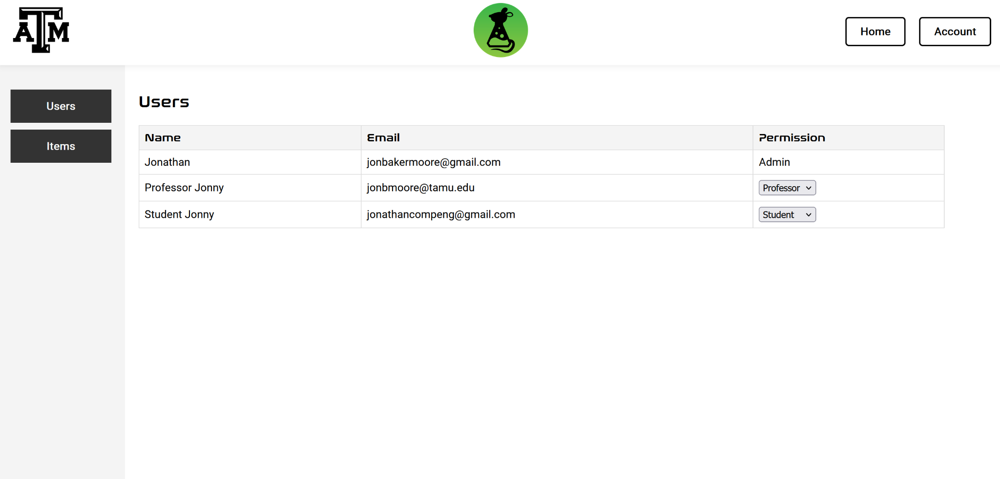 ATM
Home
Account
Users
Items
Users
Name Email Permission
Jonathan jonbakermoore@gmail.com Admin
Professor Jonny jonbmoore@tamu.edu Professor
Student Jonny jonathancompeng@gmail.com Student